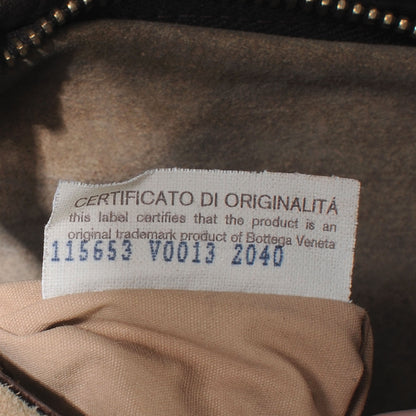 CERTIFICATO DI ORIGINALITÁ
this label certifies that the product is an
original trademark product of Bottega Veneta
115653 V0013 2040